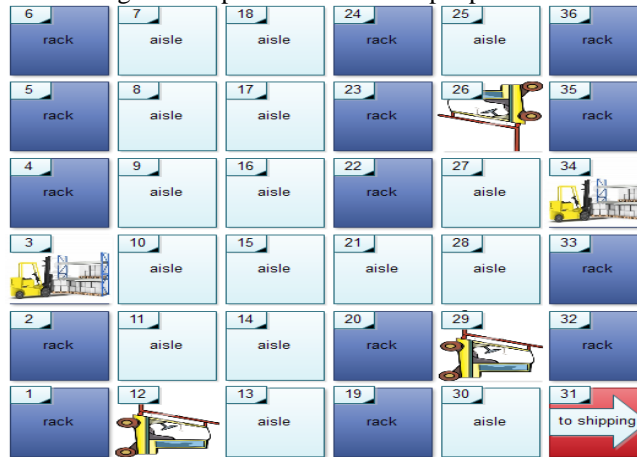 6 7 18 24 25 36
rack aisle aisle rack aisle rack
5 8 17 23 26 35
rack aisle aisle rack rack
4 9 16 22 27 34
rack aisle aisle rack aisle
3 10 15 21 28 33
aisle aisle aisle aisle rack
2 11 14 20 29 32
rack aisle aisle rack rack
1 12 13 19 30 31
rack aisle rack aisle to shipping